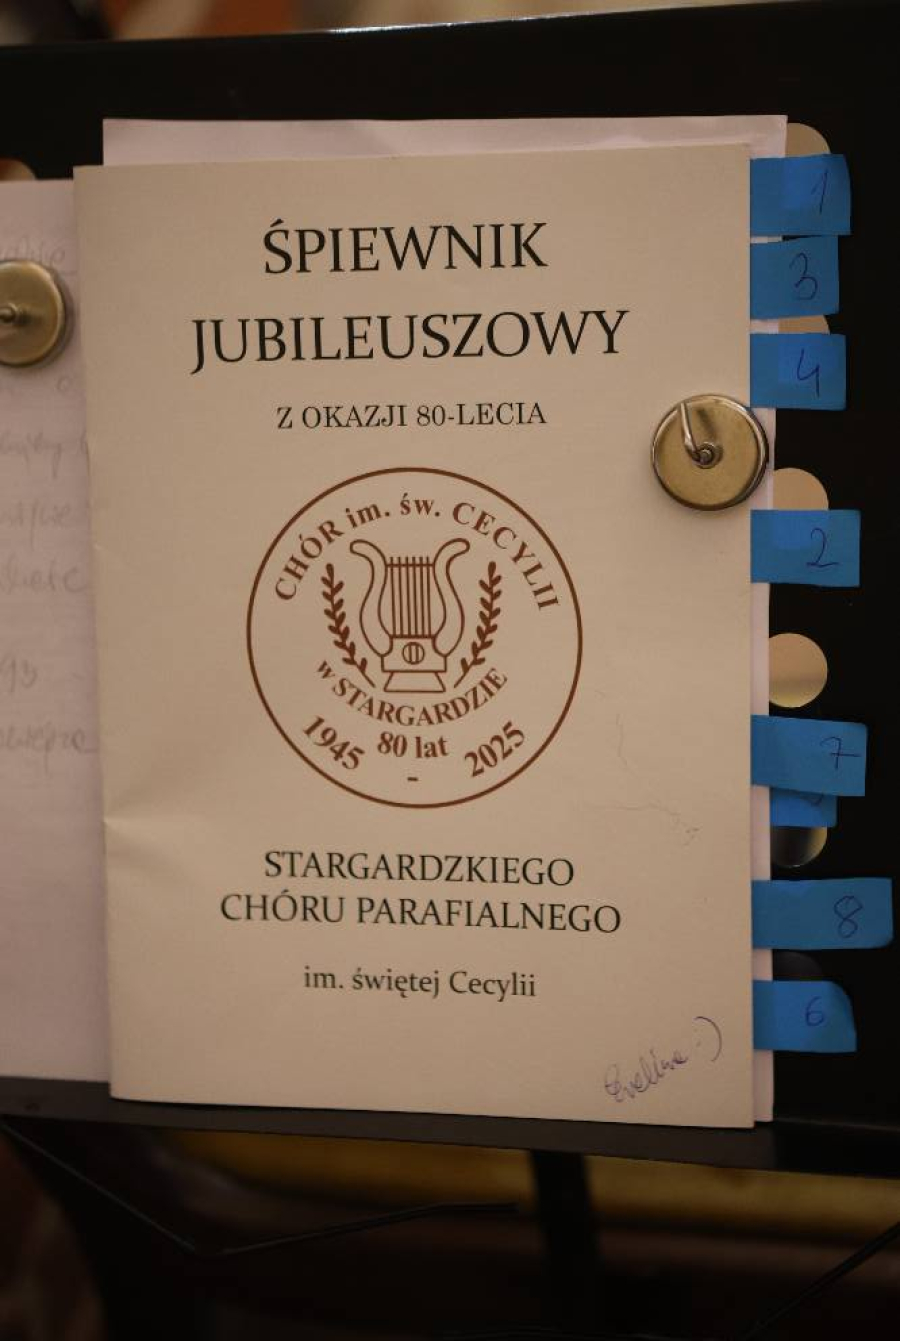 ŚPIEWNIK
JUBILEUSZOWY
Z OKAZJI 80-LECIA
CHÓR im. św. CECYLII
w STARGARDZIE
1945 80 lat - 2025
STARGARDZKIEGO
CHÓRU PARAFIALNEGO
im. świętej Cecylii
Ewelina :)
1
3
4
2
7
8
6